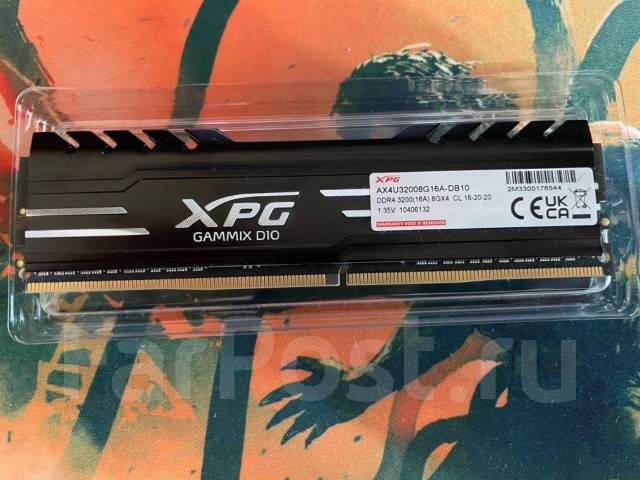 XPG
GAMMIX D10
XPG
AX4U32008G16A-DB10
DDR4 3200(16A) 8GX4 CL 16-20-20
1.35V 10406132
WARRANTY VOID IF REMOVED
2M3300176544
CE UK CA
FarPost.ru